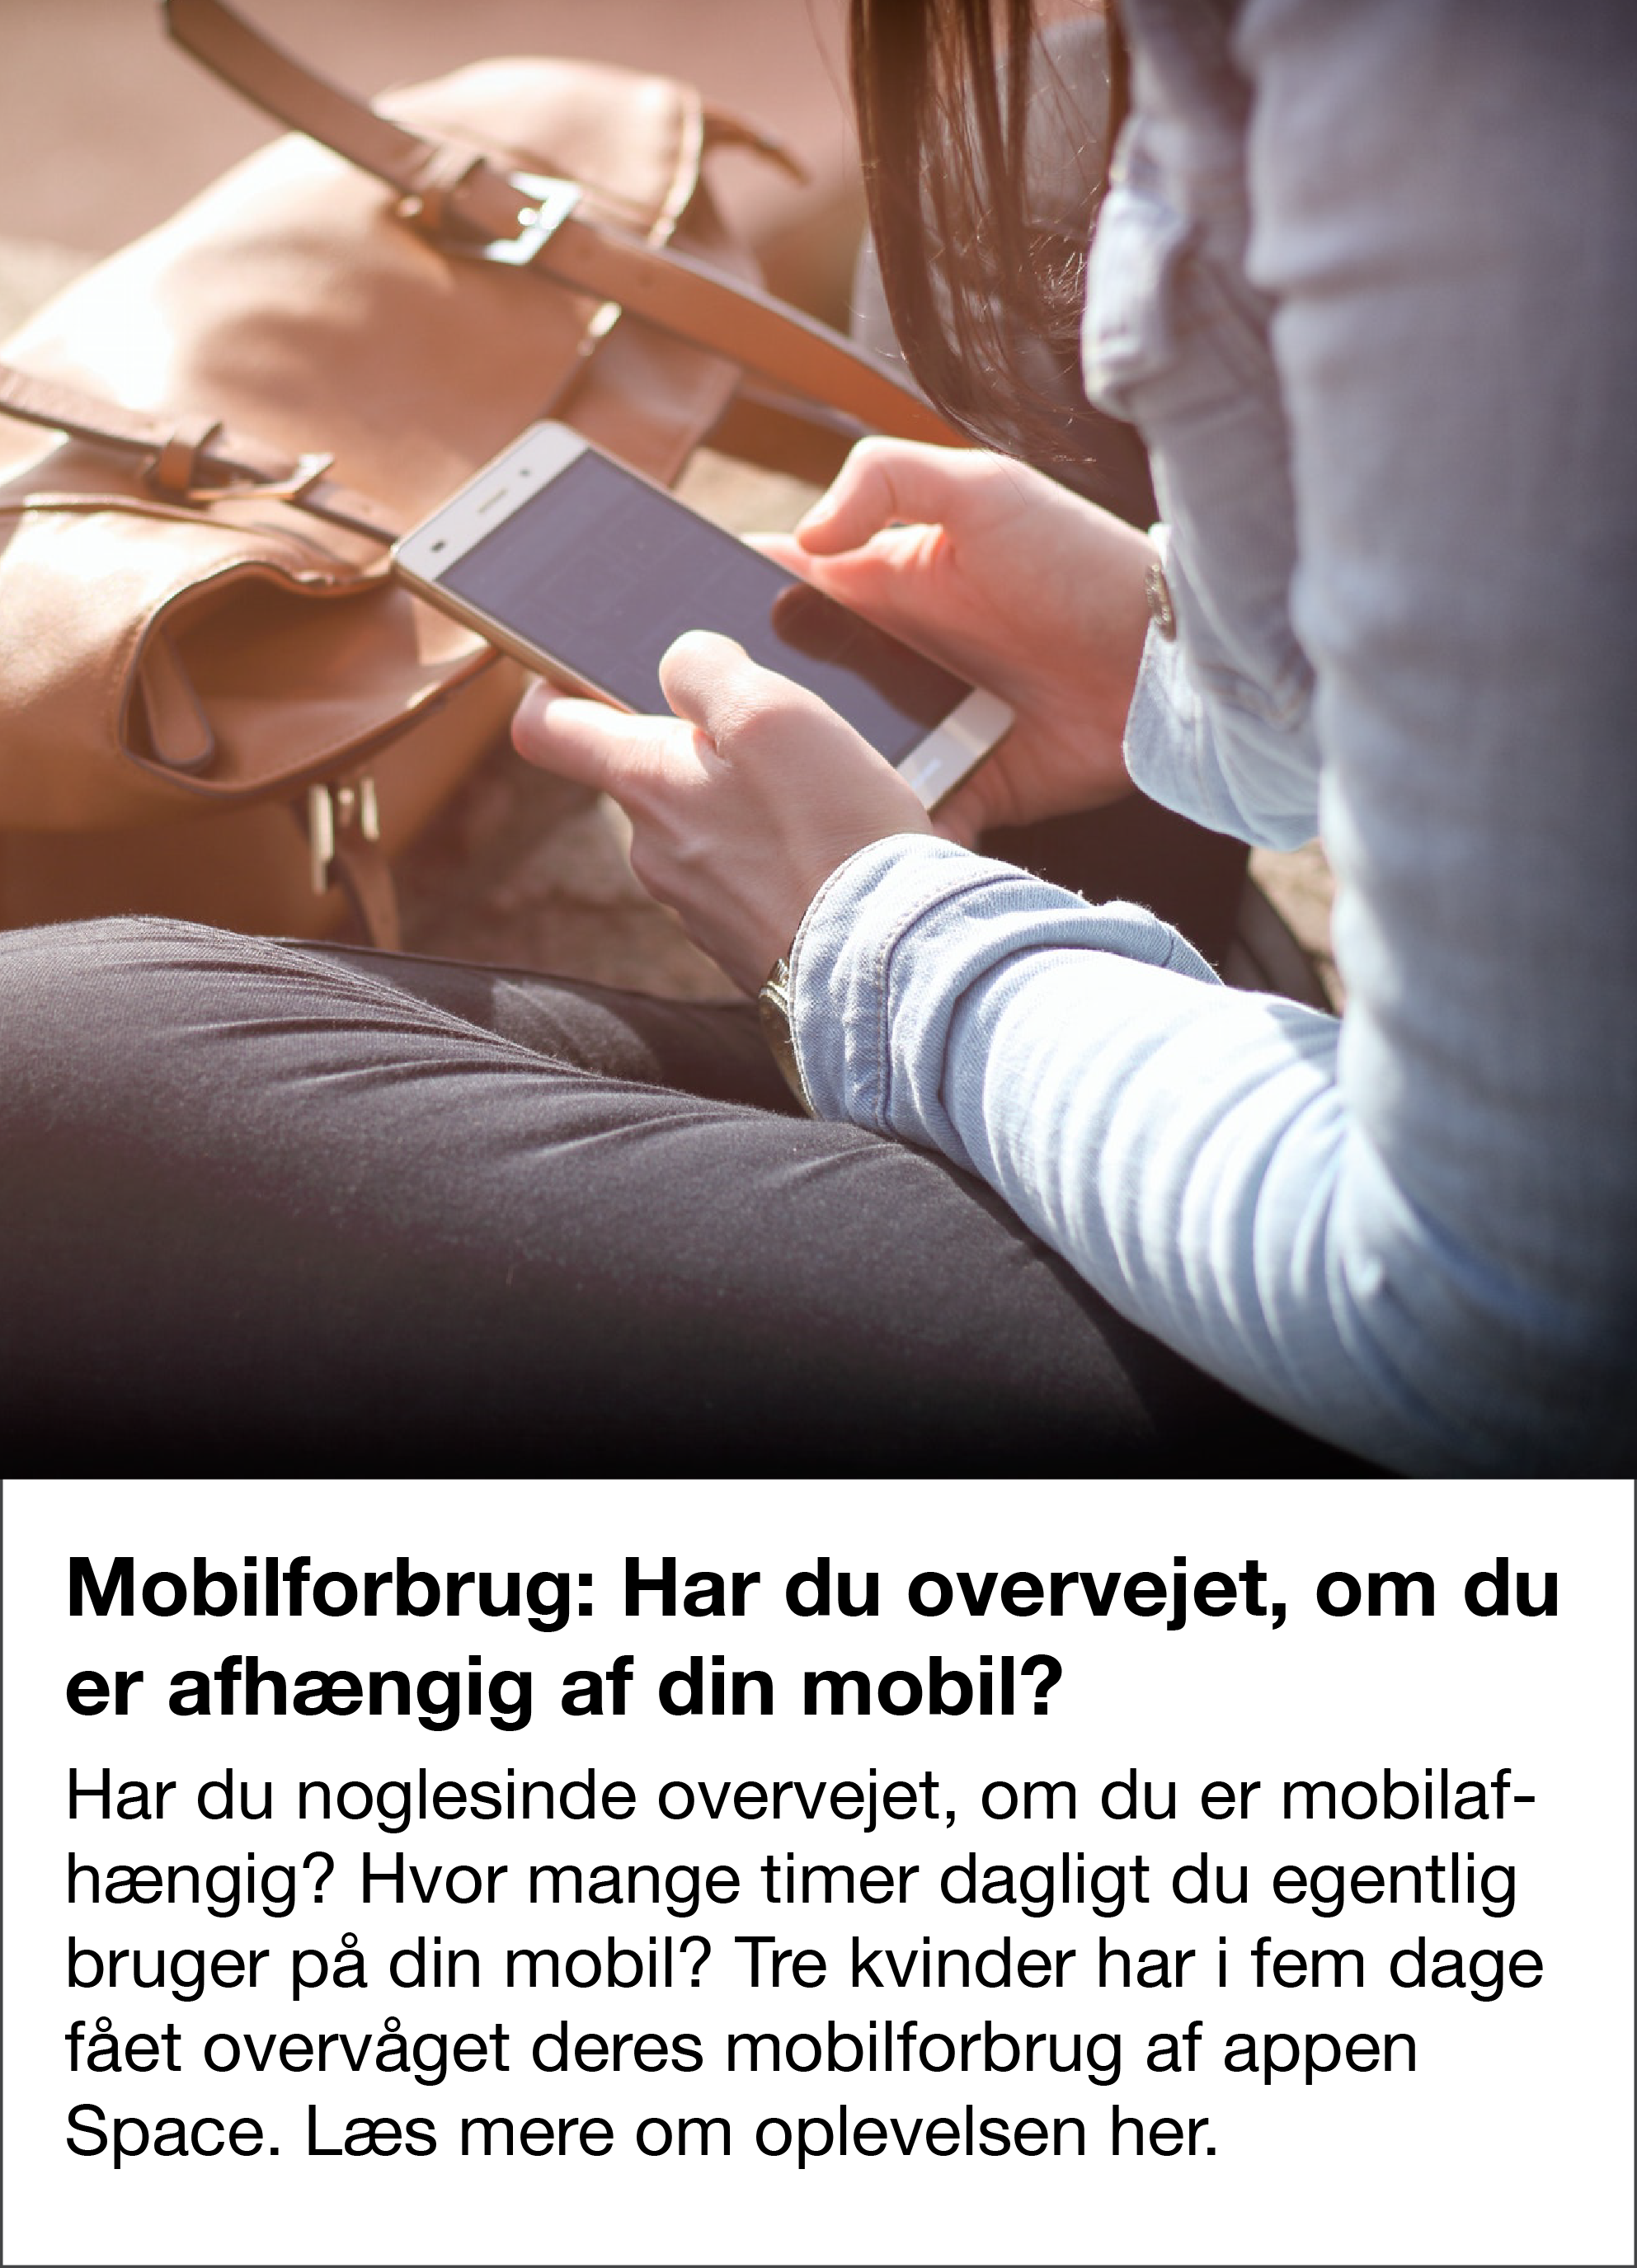 Mobilforbrug: Har du overvejet, om du
er afhængig af din mobil?
Har du noglesinde overvejet, om du er mobilaf-
hængig? Hvor mange timer dagligt du egentlig
bruger på din mobil? Tre kvinder har i fem dage
fået overvåget deres mobilforbrug af appen
Space. Læs mere om oplevelsen her.